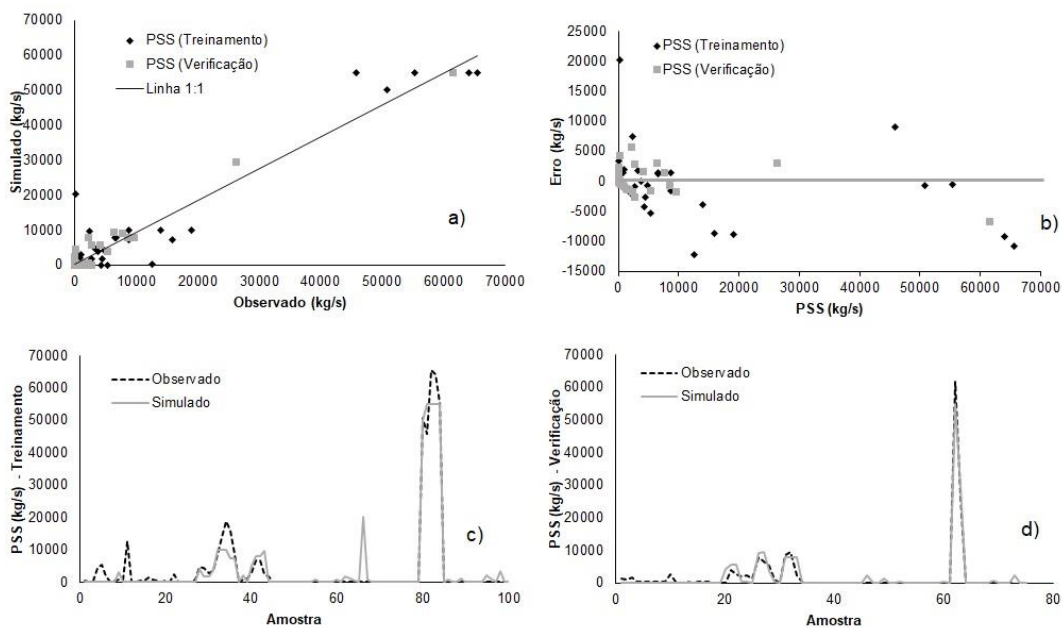 70000
60000
50000
40000
30000
20000
10000
0
Simulado (kg/s)
PSS (Treinamento)
PSS (Verificação)
Linha 1:1
a)
0 10000 20000 30000 40000 50000 60000 70000
Observado (kg/s)
25000
20000
15000
10000
5000
0
-5000
-10000
-15000
Erro (kg/s)
PSS (Treinamento)
PSS (Verificação)
b)
0 10000 20000 30000 40000 50000 60000 70000
PSS (kg/s)
70000
60000
50000
40000
30000
20000
10000
0
PSS (kg/s) - Treinamento
Observado
Simulado
c)
0 20 40 60 80 100
Amostra
70000
60000
50000
40000
30000
20000
10000
0
PSS (kg/s) - Verificação
Observado
Simulado
d)
0 20 40 60 80
Amostra